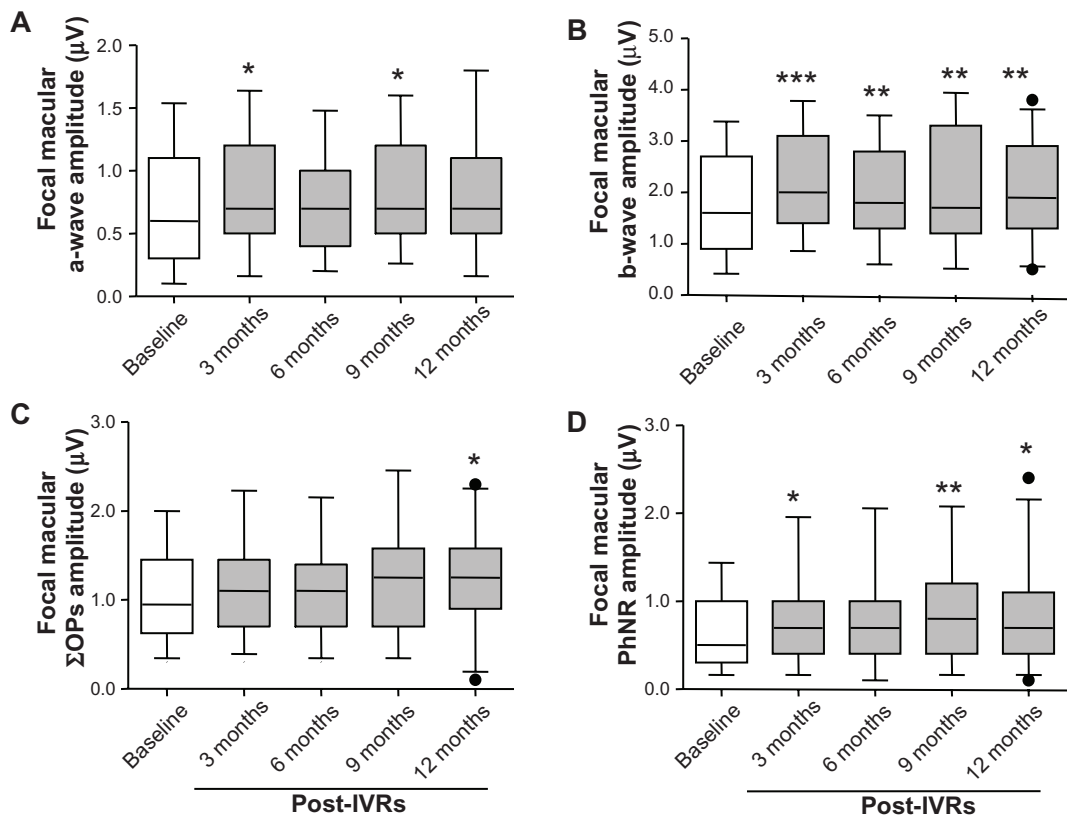 A
Focal macular
a-wave amplitude (μV)
2.0
1.5
1.0
0.5
0.0
*
*
Baseline
3 months
6 months
9 months
12 months
B
Focal macular
b-wave amplitude (μV)
5.0
4.0
3.0
2.0
1.0
0.0
***
**
**
**
Baseline
3 months
6 months
9 months
12 months
C
Focal macular
ΣOPs amplitude (μV)
3.0
2.0
1.0
0.0
*
Baseline
3 months
6 months
9 months
12 months
Post-IVRs
D
Focal macular
PhNR amplitude (μV)
3.0
2.0
1.0
0.0
*
**
*
Baseline
3 months
6 months
9 months
12 months
Post-IVRs